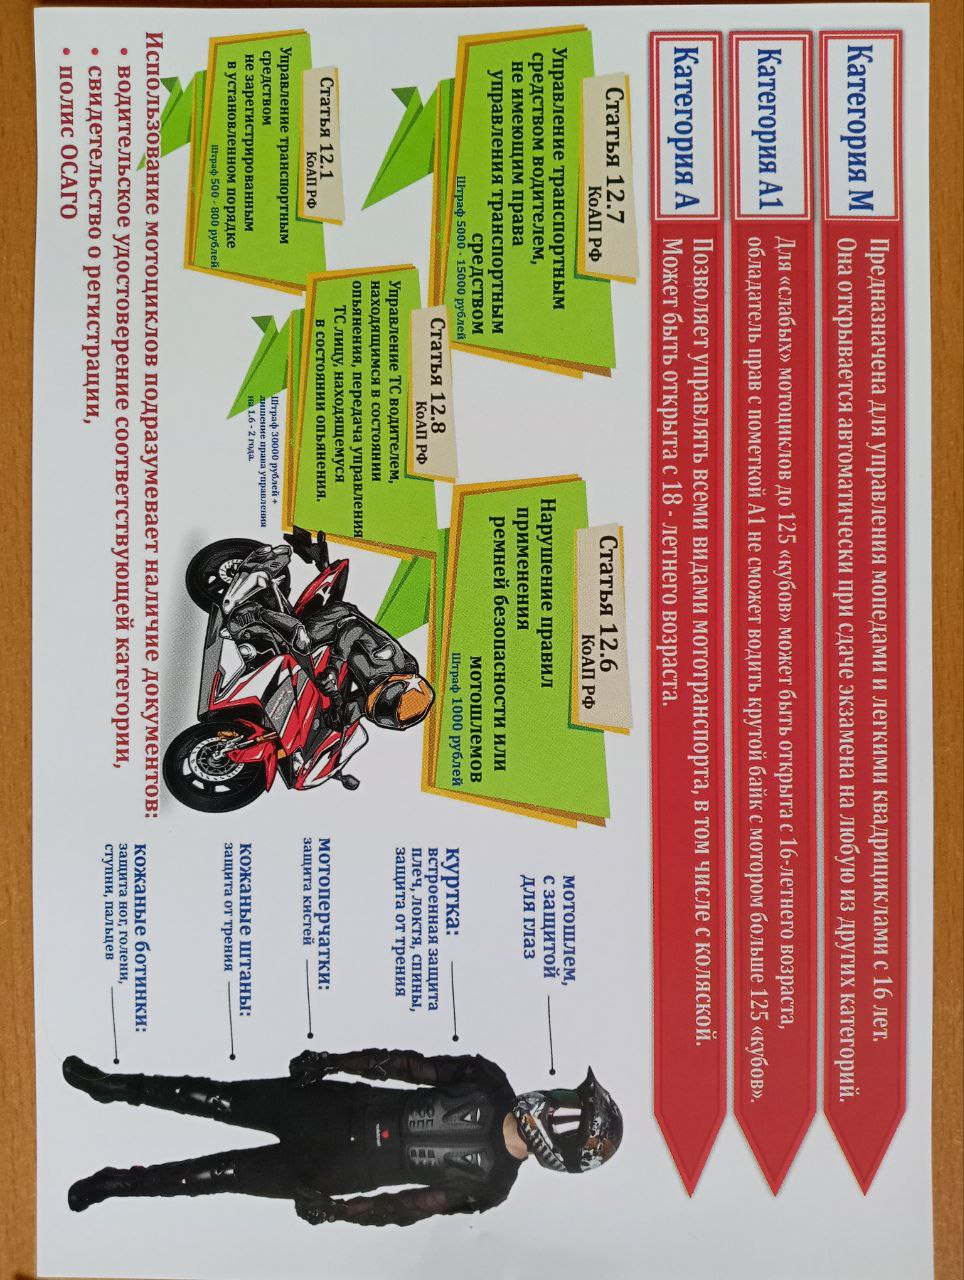 Категория М
Предназначена для управления мопедами и легкими квадрициклами с 16 лет.
Она открывается автоматически при сдаче экзамена на любую из других категорий.
Категория А1
Для «слабых» мотоциклов до 125 «кубов» может быть открыта с 16-летнего возраста,
обладатель прав с пометкой А1 не сможет водить крутой байк с мотором больше 125 «кубов».
Категория А
Позволяет управлять всеми видами мототранспорта, в том числе с коляской.
Может быть открыта с 18 - летнего возраста.
Статья 12.7
КоАП РФ
Управление транспортным
средством водителем,
не имеющим права
управления транспортным
средством
Штраф 5000 - 15000 рублей
Статья 12.6
КоАП РФ
Нарушение правил
применения
ремней безопасности или
мотошлемов
Штраф 1000 рублей
Статья 12.8
КоАП РФ
Управление ТС водителем,
находящимся в состоянии
опьянения, передача управления
ТС лицу, находящемуся
в состоянии опьянения.
Штраф 30000 рублей +
лишение права управления
на 1,6 - 2 года.
Статья 12.1
КоАП РФ
Управление транспортным
средством
не зарегистрированным
в установленном порядке
Штраф 500 - 800 рублей
Использование мотоциклов подразумевает наличие документов:
• водительское удостоверение соответствующей категории,
• свидетельство о регистрации,
• полис ОСАГО
мотошлем,
с защитой
для глаз
куртка:
встроенная защита
плеч, локтя, спины,
защита от трения
мотоперчатки:
защита кистей
кожаные штаны:
защита от трения
кожаные ботинки:
защита ног, голени,
ступни, пальцев